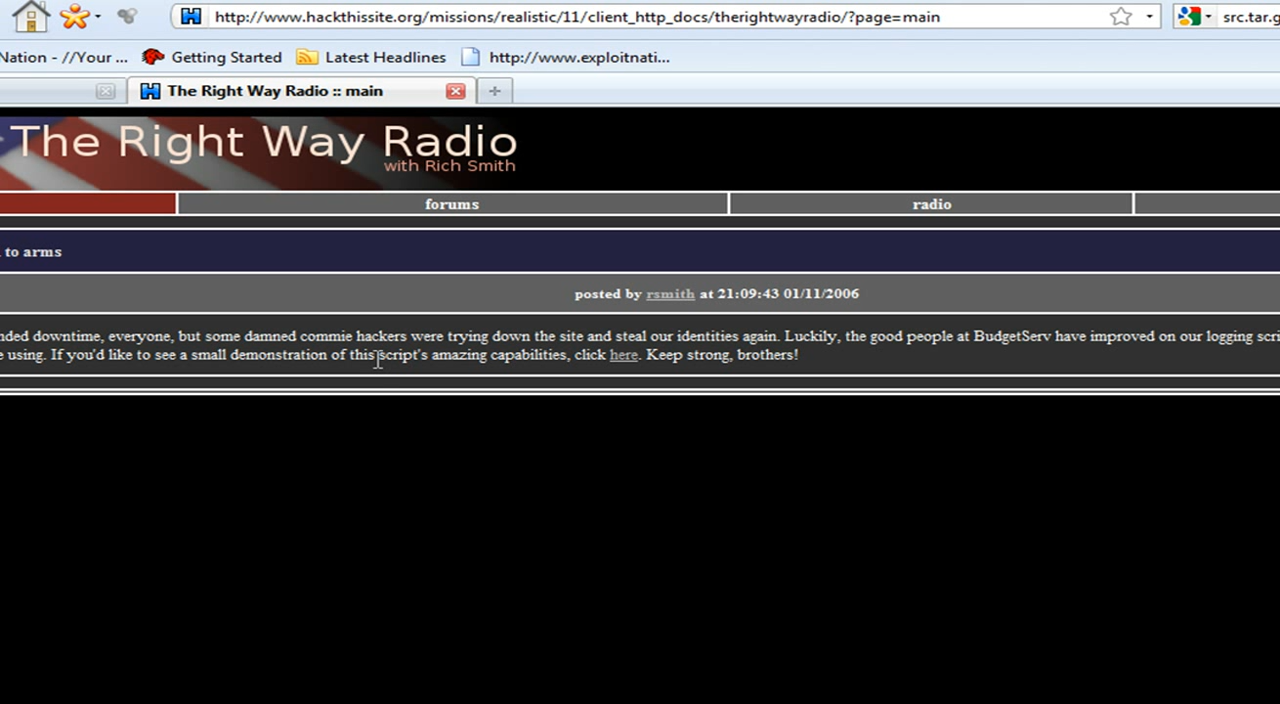 http://www.hackthissite.org/missions/realistic/11/client_http_docs/therightwayradio/?page=main
src.tar.g
Nation - //Your ... Getting Started Latest Headlines http://www.exploitnati...
The Right Way Radio :: main
The Right Way Radio
with Rich Smith
forums radio
to arms
posted by rsmith at 21:09:43 01/11/2006
nded downtime, everyone, but some damned commie hackers were trying down the site and steal our identities again. Luckily, the good people at BudgetServ have improved on our logging scri
e using. If you'd like to see a small demonstration of this script's amazing capabilities, click here. Keep strong, brothers!